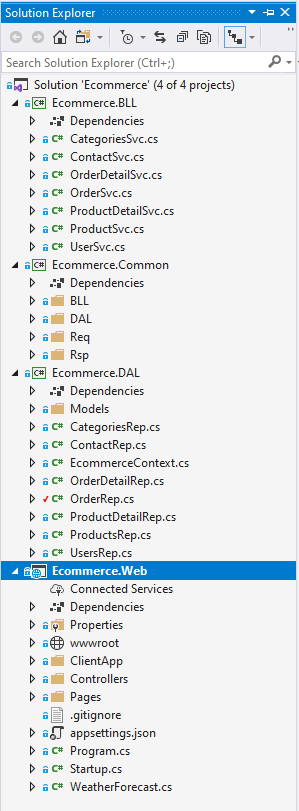 Solution Explorer
Search Solution Explorer (Ctrl+;)
Solution 'Ecommerce' (4 of 4 projects)
C# Ecommerce.BLL
Dependencies
C# CategoriesSvc.cs
C# ContactSvc.cs
C# OrderDetailSvc.cs
C# OrderSvc.cs
C# ProductDetailSvc.cs
C# ProductSvc.cs
C# UserSvc.cs
C# Ecommerce.Common
Dependencies
BLL
DAL
Req
Rsp
C# Ecommerce.DAL
Dependencies
Models
C# CategoriesRep.cs
C# ContactRep.cs
C# EcommerceContext.cs
C# OrderDetailRep.cs
C# OrderRep.cs
C# ProductDetailRep.cs
C# ProductsRep.cs
C# UsersRep.cs
Ecommerce.Web
Connected Services
Dependencies
Properties
wwwroot
ClientApp
Controllers
Pages
.gitignore
appsettings.json
C# Program.cs
C# Startup.cs
C# WeatherForecast.cs